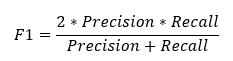 F1 = 2 * Precision * Recall / Precision + Recall